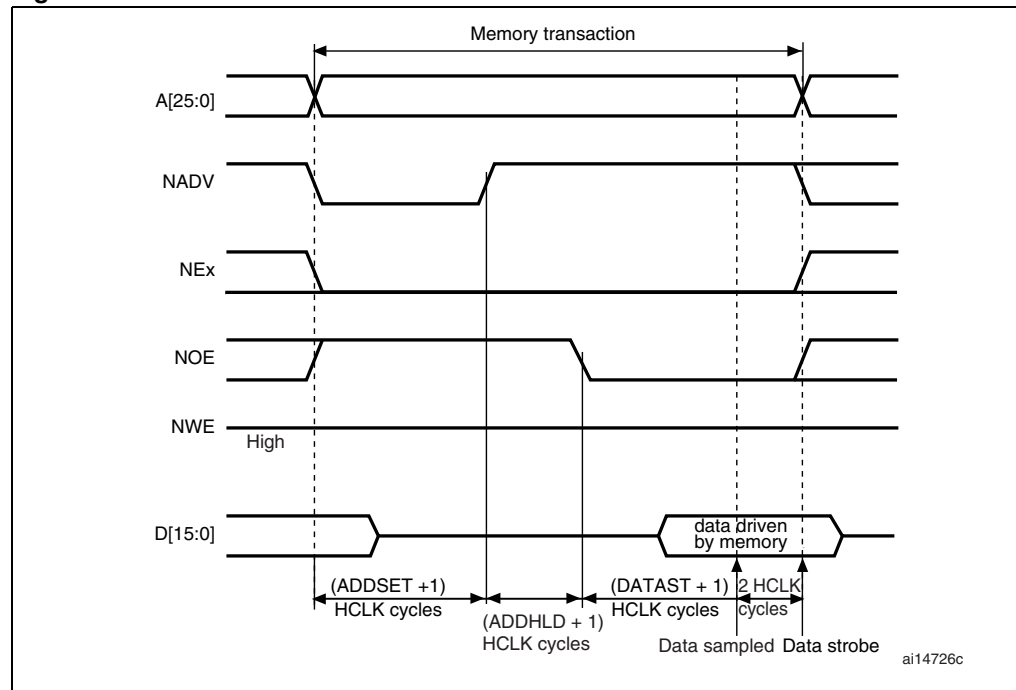 Memory transaction
A[25:0]
NADV
NEx
NOE
NWE
High
D[15:0]
data driven
by memory
(ADDSET +1)
HCLK cycles
(ADDHLD + 1)
HCLK cycles
(DATAST + 1)
HCLK cycles
2 HCLK
cycles
Data sampled
Data strobe
ai14726c